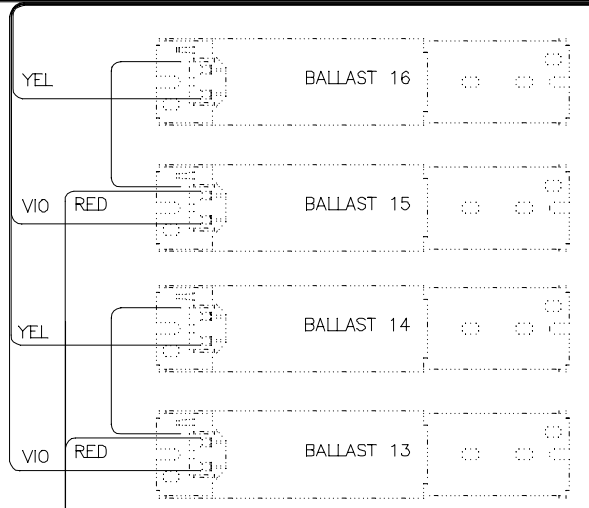 YEL BALLAST 16
VIO RED BALLAST 15
YEL BALLAST 14
VIO RED BALLAST 13